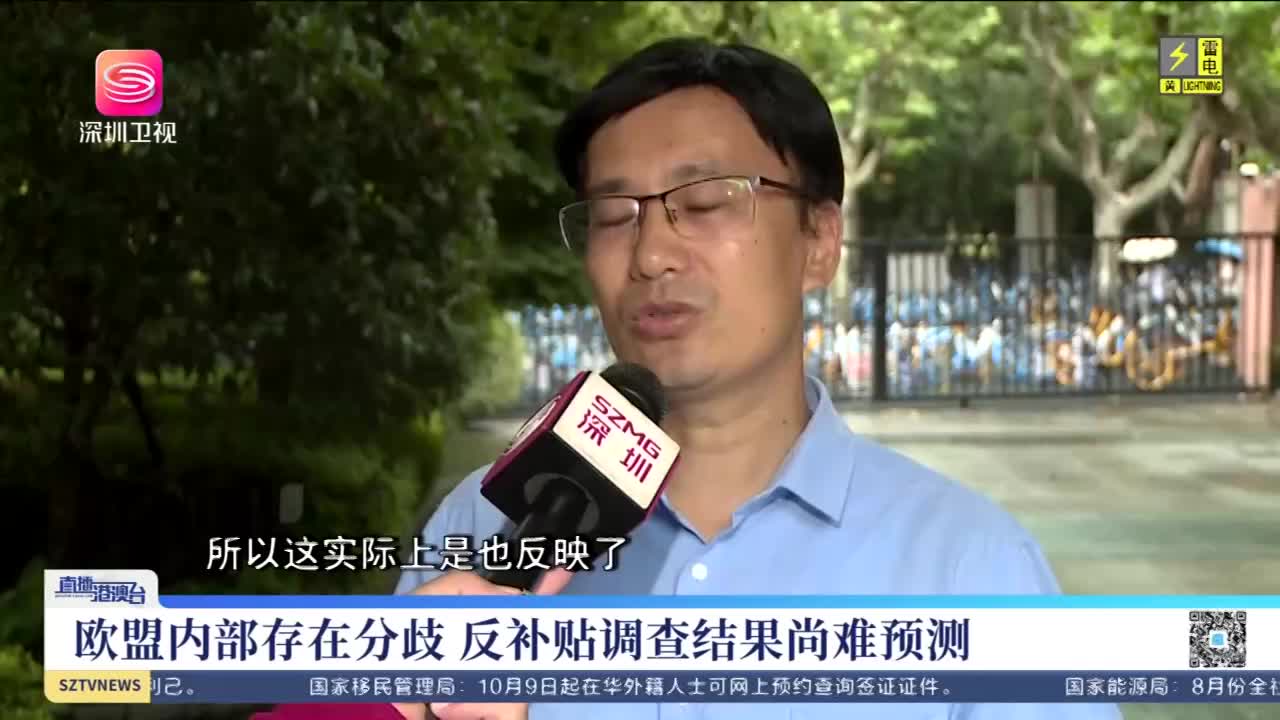 深圳卫视
雷电
黄
LIGHTNING
SZMG
深圳
所以这实际上是也反映了
直播港澳台
欧盟内部存在分歧 反补贴调查结果尚难预测
SZTVNEWS
己。 国家移民管理局：10月9日起在华外籍人士可网上预约查询签证证件。 国家能源局：8月份全